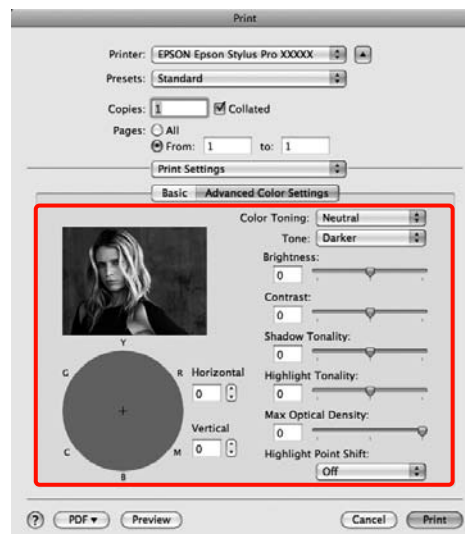 Print
Printer: EPSON Epson Stylus Pro XXXXX
Presets: Standard
Copies: 1 Collated
Pages: All
From: 1 to: 1
Print Settings
Basic Advanced Color Settings
Color Toning: Neutral
Tone: Darker
Brightness:
0
Contrast:
0
Shadow Tonality:
0
Highlight Tonality:
0
Max Optical Density:
0
Highlight Point Shift:
Off
Y
G R
C M
B
Horizontal
0
Vertical
0
? PDF Preview Cancel Print